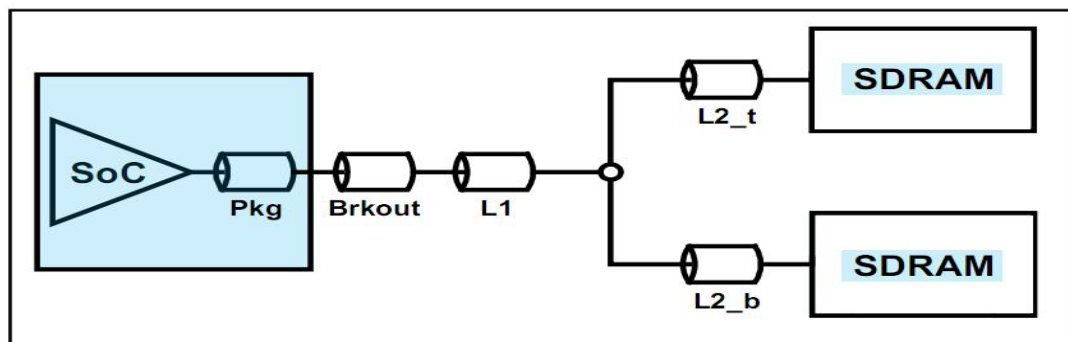 SDRAM
L2_t
SoC
Pkg
Brkout
L1
SDRAM
L2_b